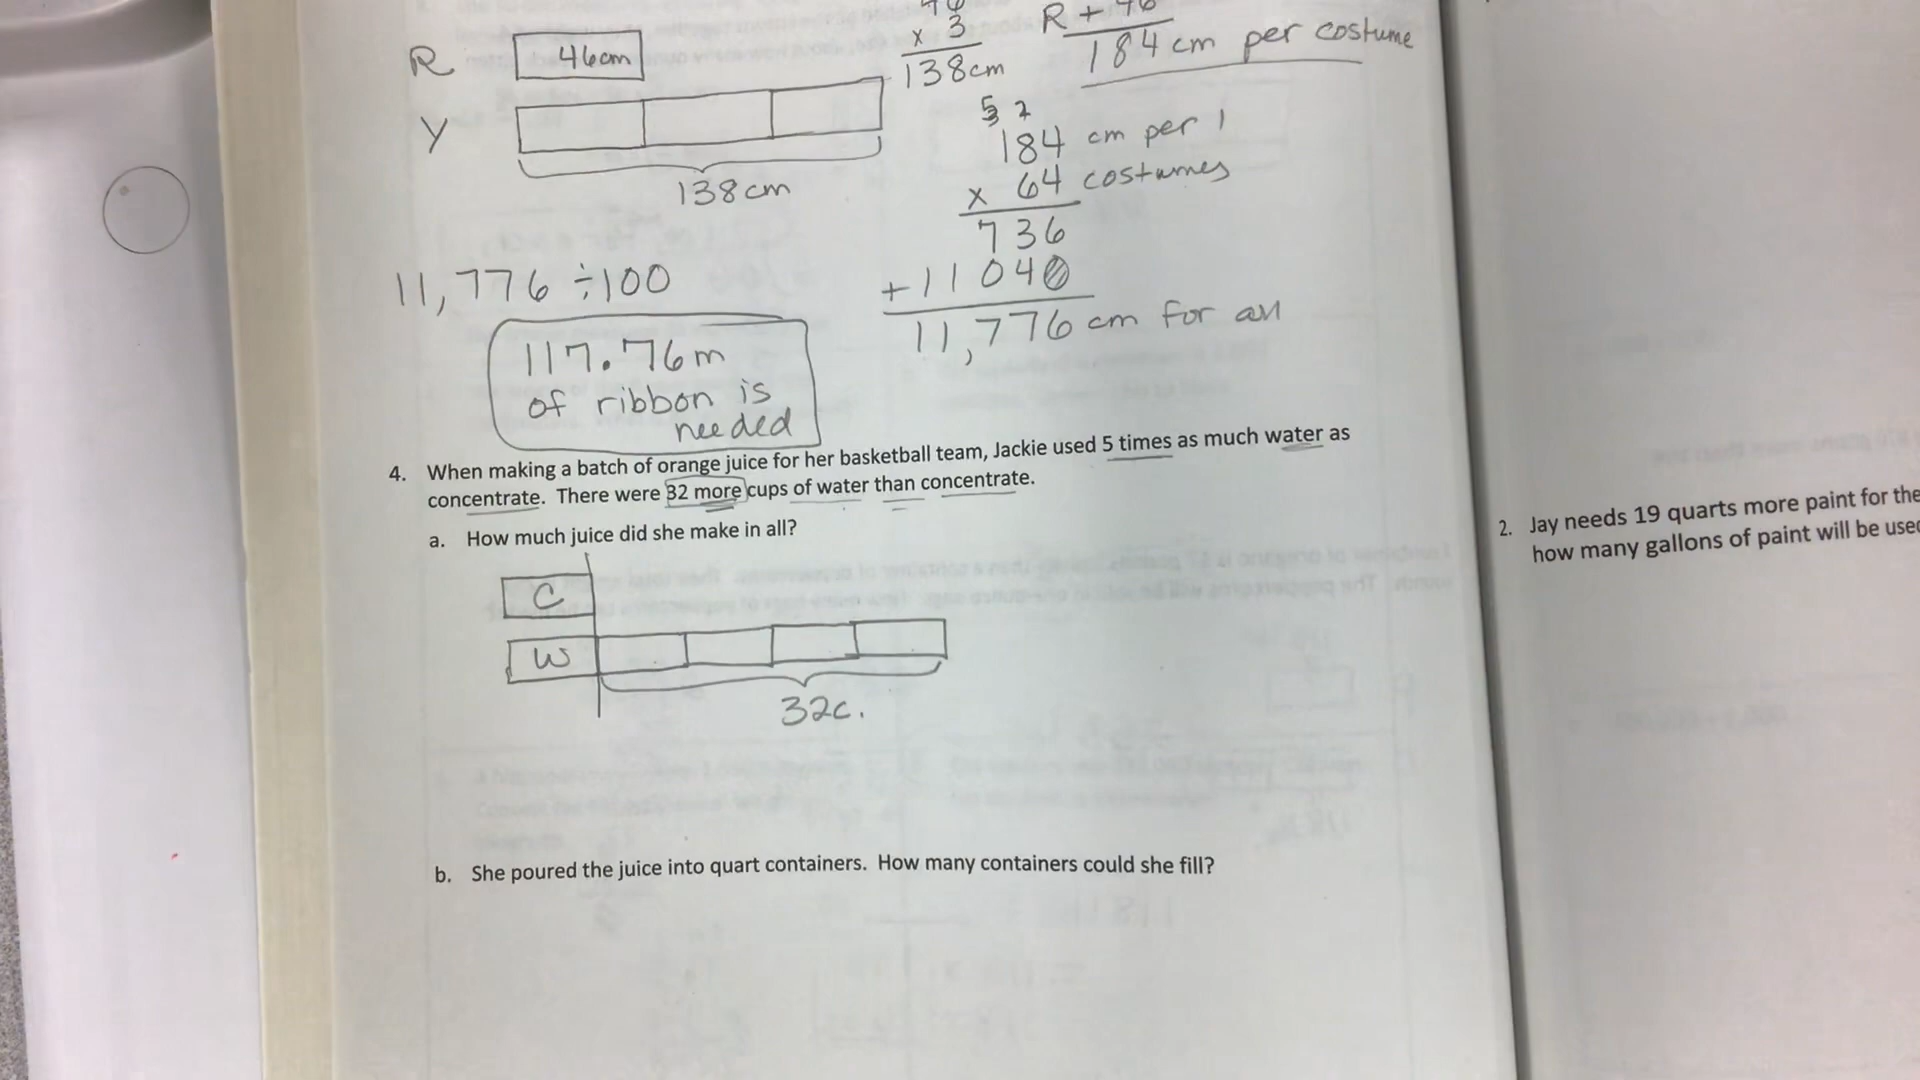 R 46cm
x 3
138cm
R + 46
184 cm per costume
Y
138cm
5 2
184 cm per 1
x 64 costumes
736
+11040
11,776 cm for all
11,776 ÷100
117.76m
of ribbon is
needed
4. When making a batch of orange juice for her basketball team, Jackie used 5 times as much water as
concentrate. There were 32 more cups of water than concentrate.
a. How much juice did she make in all?
C
W
32c.
b. She poured the juice into quart containers. How many containers could she fill?
2. Jay needs 19 quarts more paint for the
how many gallons of paint will be